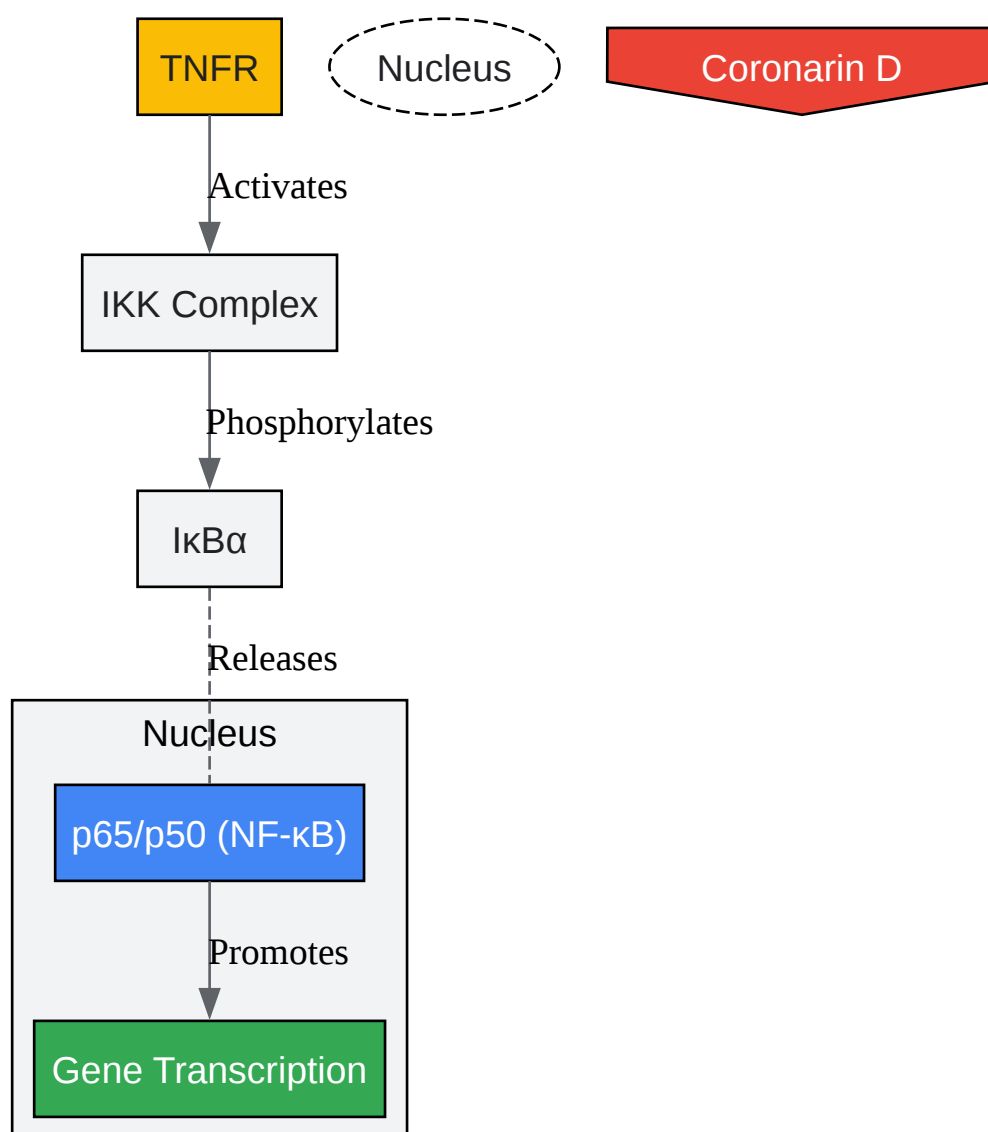 TNFR
Nucleus
Coronarin D
Activates
IKK Complex
Phosphorylates
IκBα
Releases
Nucleus
p65/p50 (NF-κB)
Promotes
Gene Transcription